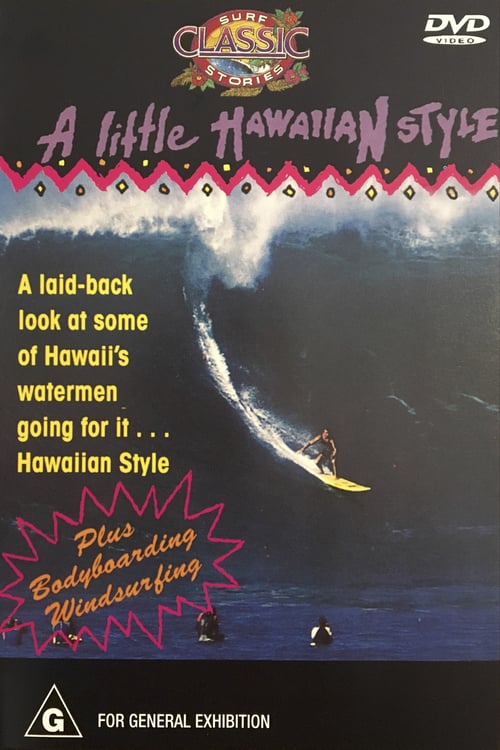 SURF
CLASSIC
STORIES
DVD
VIDEO
A little HAWAIIAN STYLE
A laid-back
look at some
of Hawaii's
watermen
going for it . . .
Hawaiian Style
Plus
Bodyboarding
Windsurfing
G
FOR GENERAL EXHIBITION